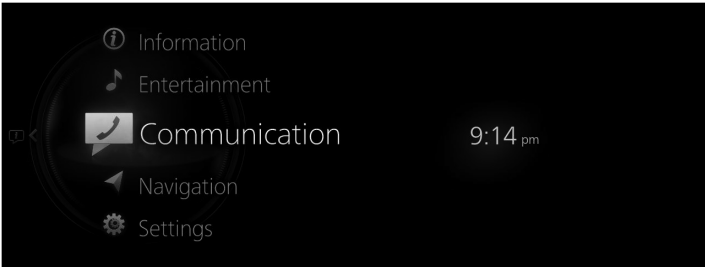 Information
Entertainment
Communication
9:14 pm
Navigation
Settings